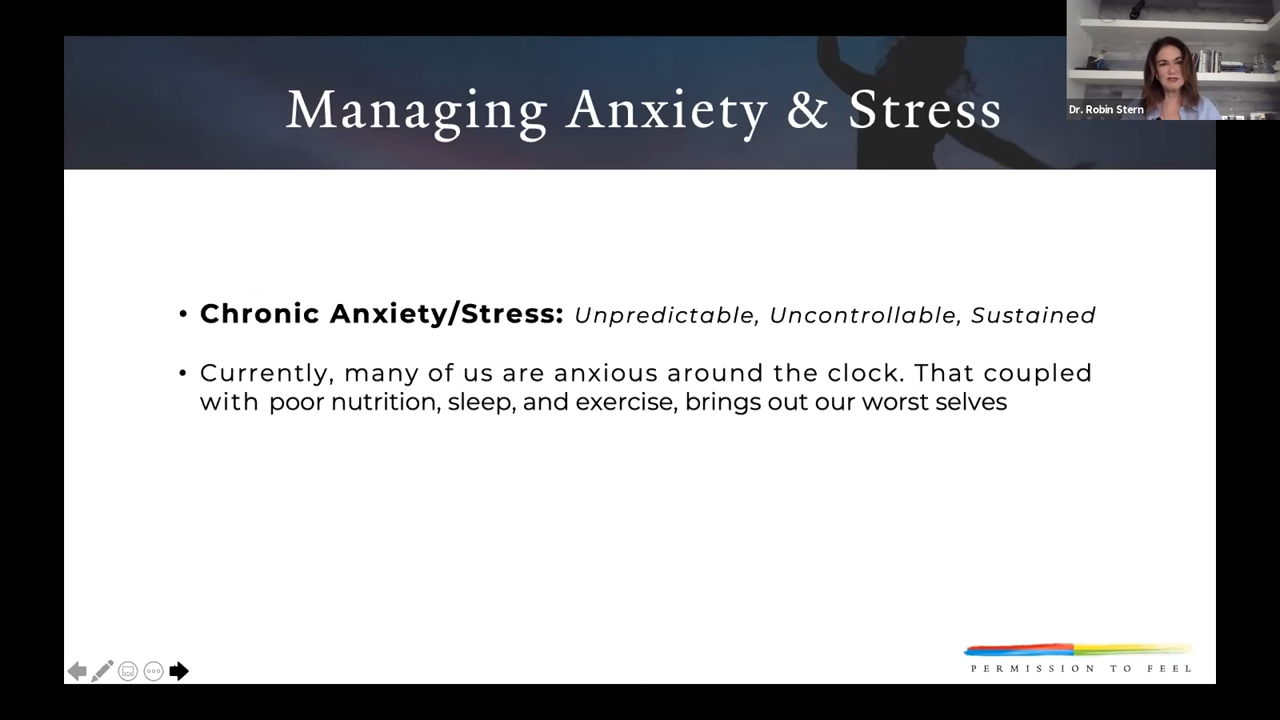 Managing Anxiety & Stress
Dr. Robin Stern
• Chronic Anxiety/Stress: Unpredictable, Uncontrollable, Sustained
• Currently, many of us are anxious around the clock. That coupled
with poor nutrition, sleep, and exercise, brings out our worst selves
PERMISSION TO FEEL